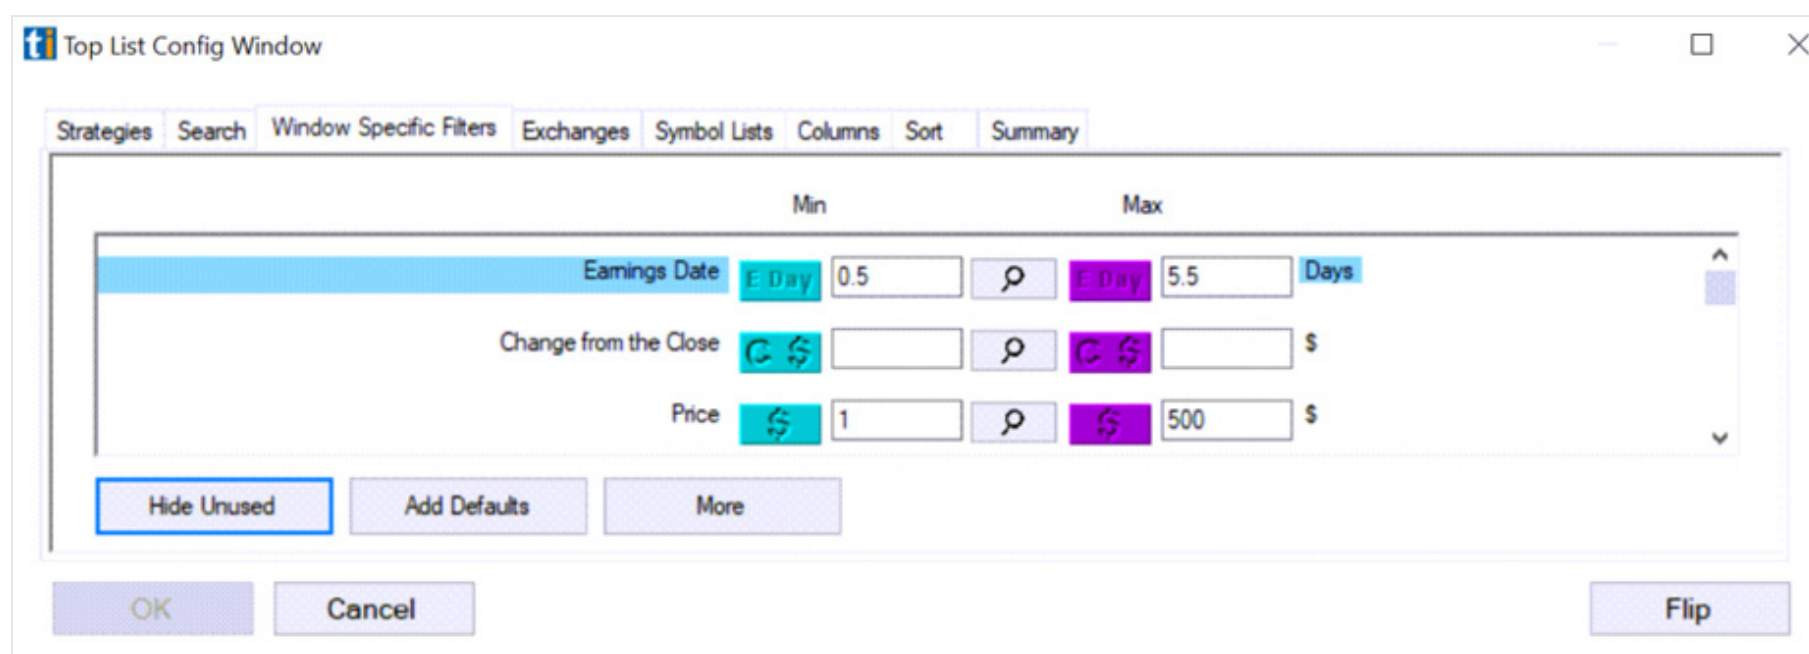 ti Top List Config Window
Strategies Search Window Specific Filters Exchanges Symbol Lists Columns Sort Summary
Min Max
Earnings Date E Day 0.5 E Day 5.5 Days
Change from the Close C $ C $ $
Price $ 1 $ 500 $
Hide Unused Add Defaults More
OK Cancel Flip